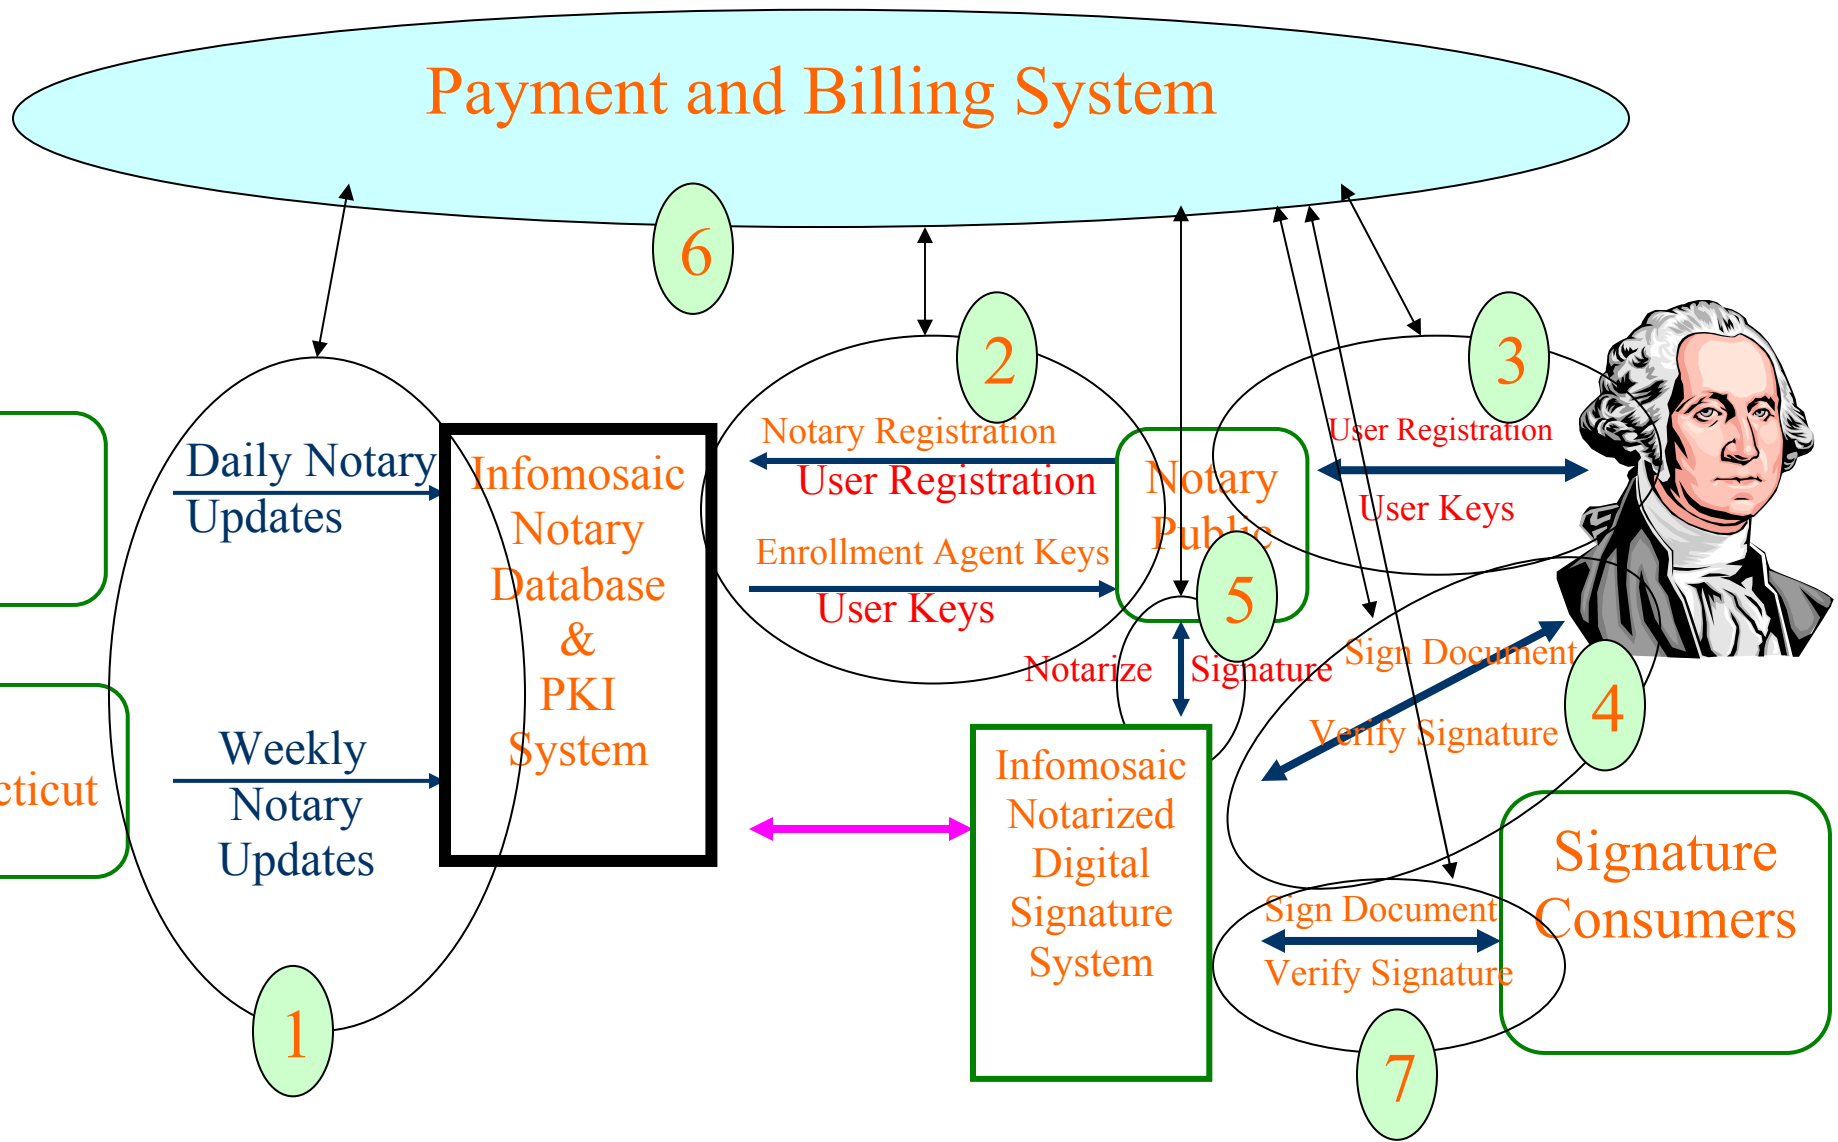 Payment and Billing System
6
2
3
Daily Notary
Updates
Weekly
Notary
Updates
cticut
1
Infomosaic
Notary
Database
&
PKI
System
Notary Registration
User Registration
Enrollment Agent Keys
User Keys
Notary
Public
5
User Registration
User Keys
Notarize Signature
Sign Document
Verify Signature
4
Infomosaic
Notarized
Digital
Signature
System
Sign Document
Verify Signature
7
Signature
Consumers